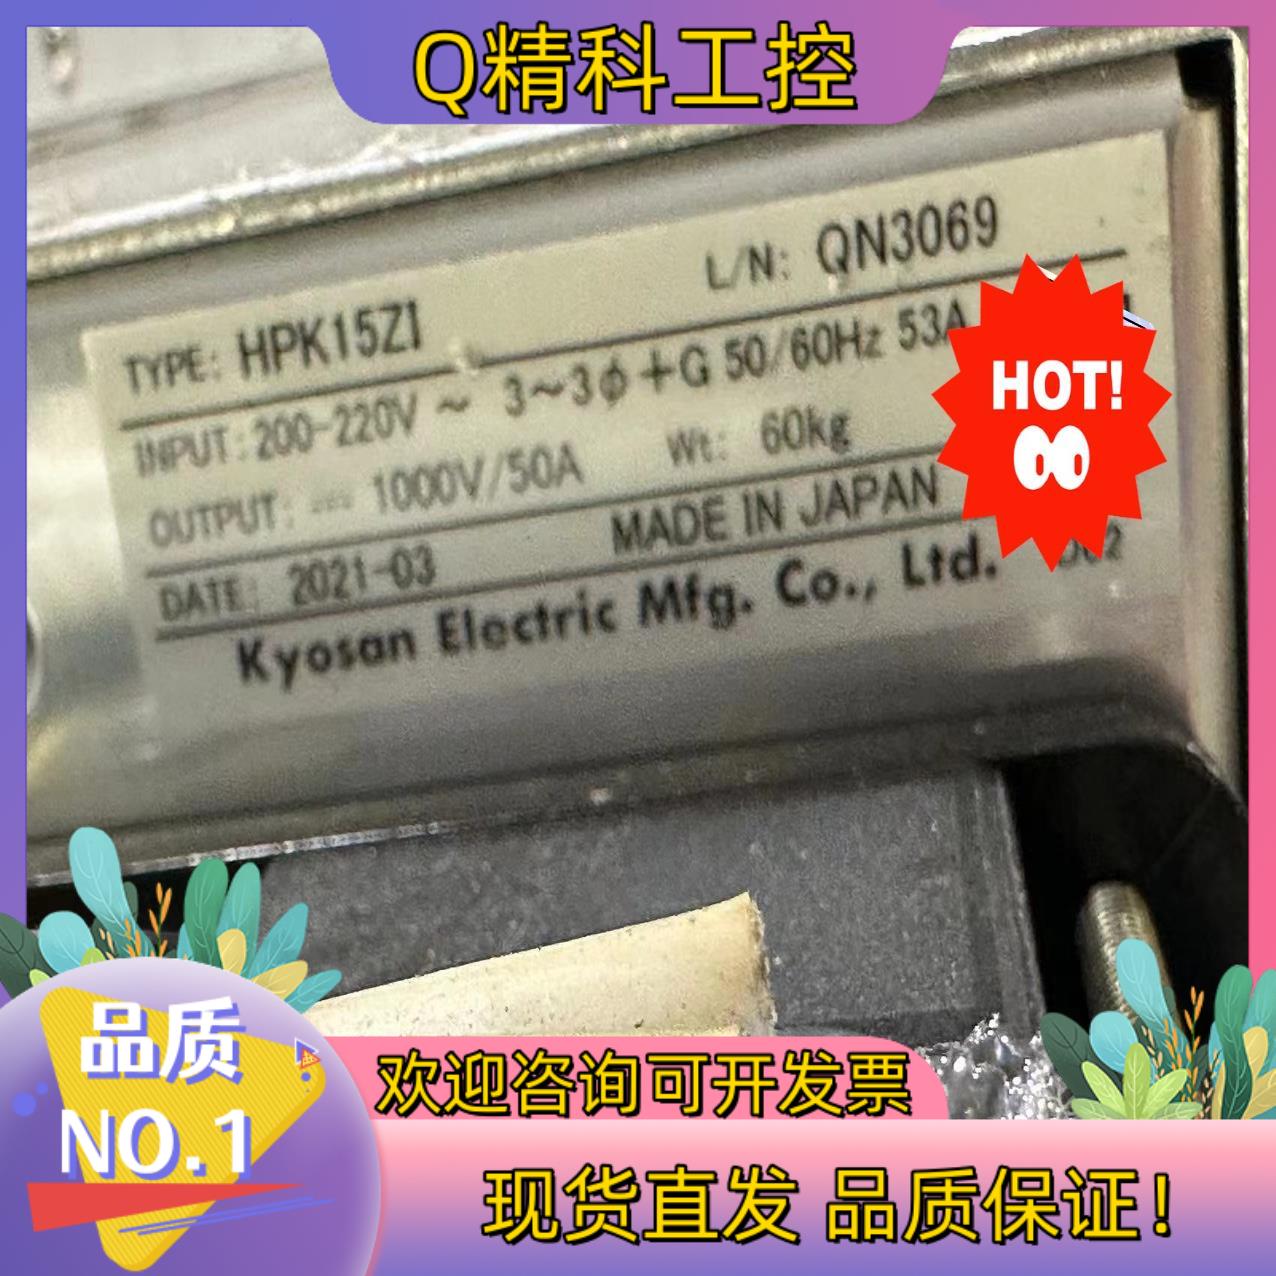 Q精科工控
L/N: QN3069
TYPE: HPK15Z1
INPUT: 200-220V ~ 3~3ϕ+G 50/60Hz 53A
OUTPUT: ⎓ 1000V/50A Wt: 60kg
DATE: 2021-03 MADE IN JAPAN
Kyosan Electric Mfg. Co., Ltd.
HOT!
品质
NO.1
欢迎咨询可开发票
现货直发 品质保证!